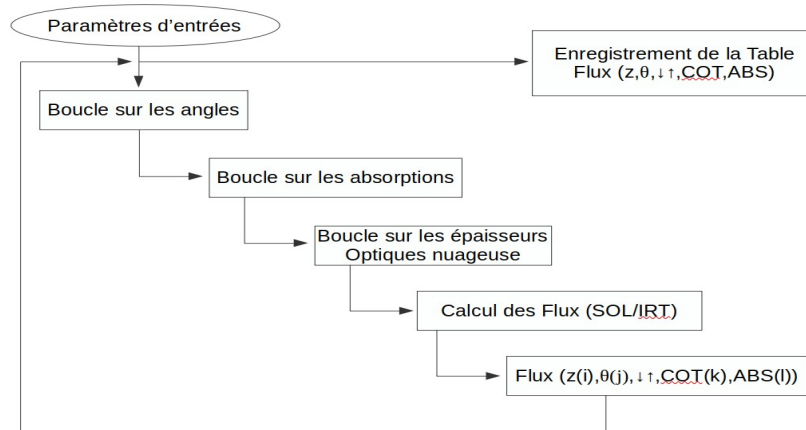 Paramètres d'entrées
Enregistrement de la Table
Flux (z,θ,↓↑,COT,ABS)
Boucle sur les angles
Boucle sur les absorptions
Boucle sur les épaisseurs
Optiques nuageuse
Calcul des Flux (SOL/IRT)
Flux (z(i),θ(j),↓↑,COT(k),ABS(l))